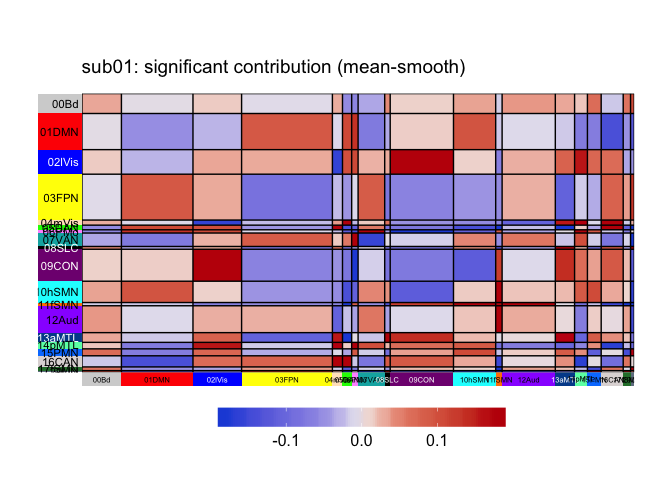 sub01: significant contribution (mean-smooth)
00Bd
01DMN
02lVis
03FPN
04mVis
07VAN
08SLC
09CON
10hSMN
11fSMN
12Aud
13aMTL
14pMTL
15PMN
16CAN
00Bd 01DMN 02lVis 03FPN 09CON 10hSMN 12Aud 13aMT
-0.1 0.0 0.1